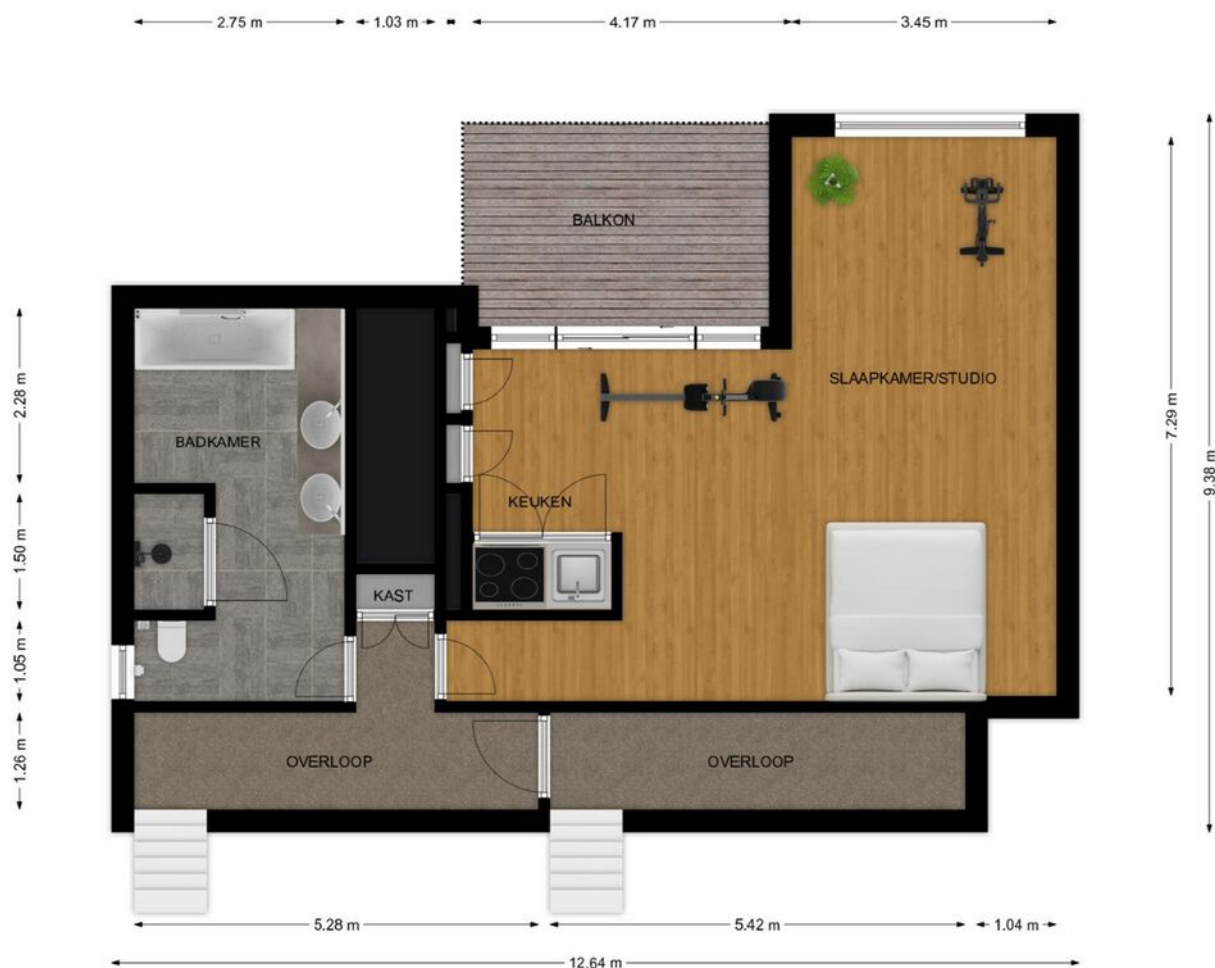 2.75 m
1.03 m
4.17 m
3.45 m
BALKON
SLAAPKAMER/STUDIO
2.28 m
7.29 m
BADKAMER
9.38 m
KEUKEN
1.50 m
KAST
1.05 m
1.26 m
OVERLOOP
OVERLOOP
5.28 m
5.42 m
1.04 m
12.64 m